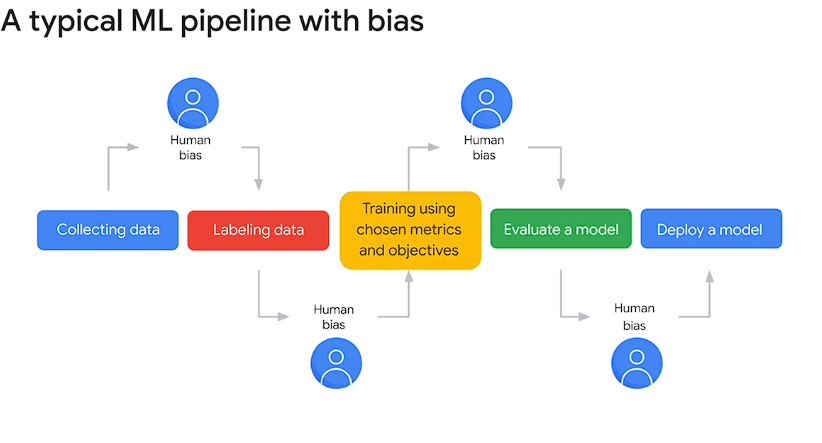 A typical ML pipeline with bias
Human
bias
Human
bias
Collecting data
Labeling data
Training using
chosen metrics
and objectives
Evaluate a model
Deploy a model
Human
bias
Human
bias